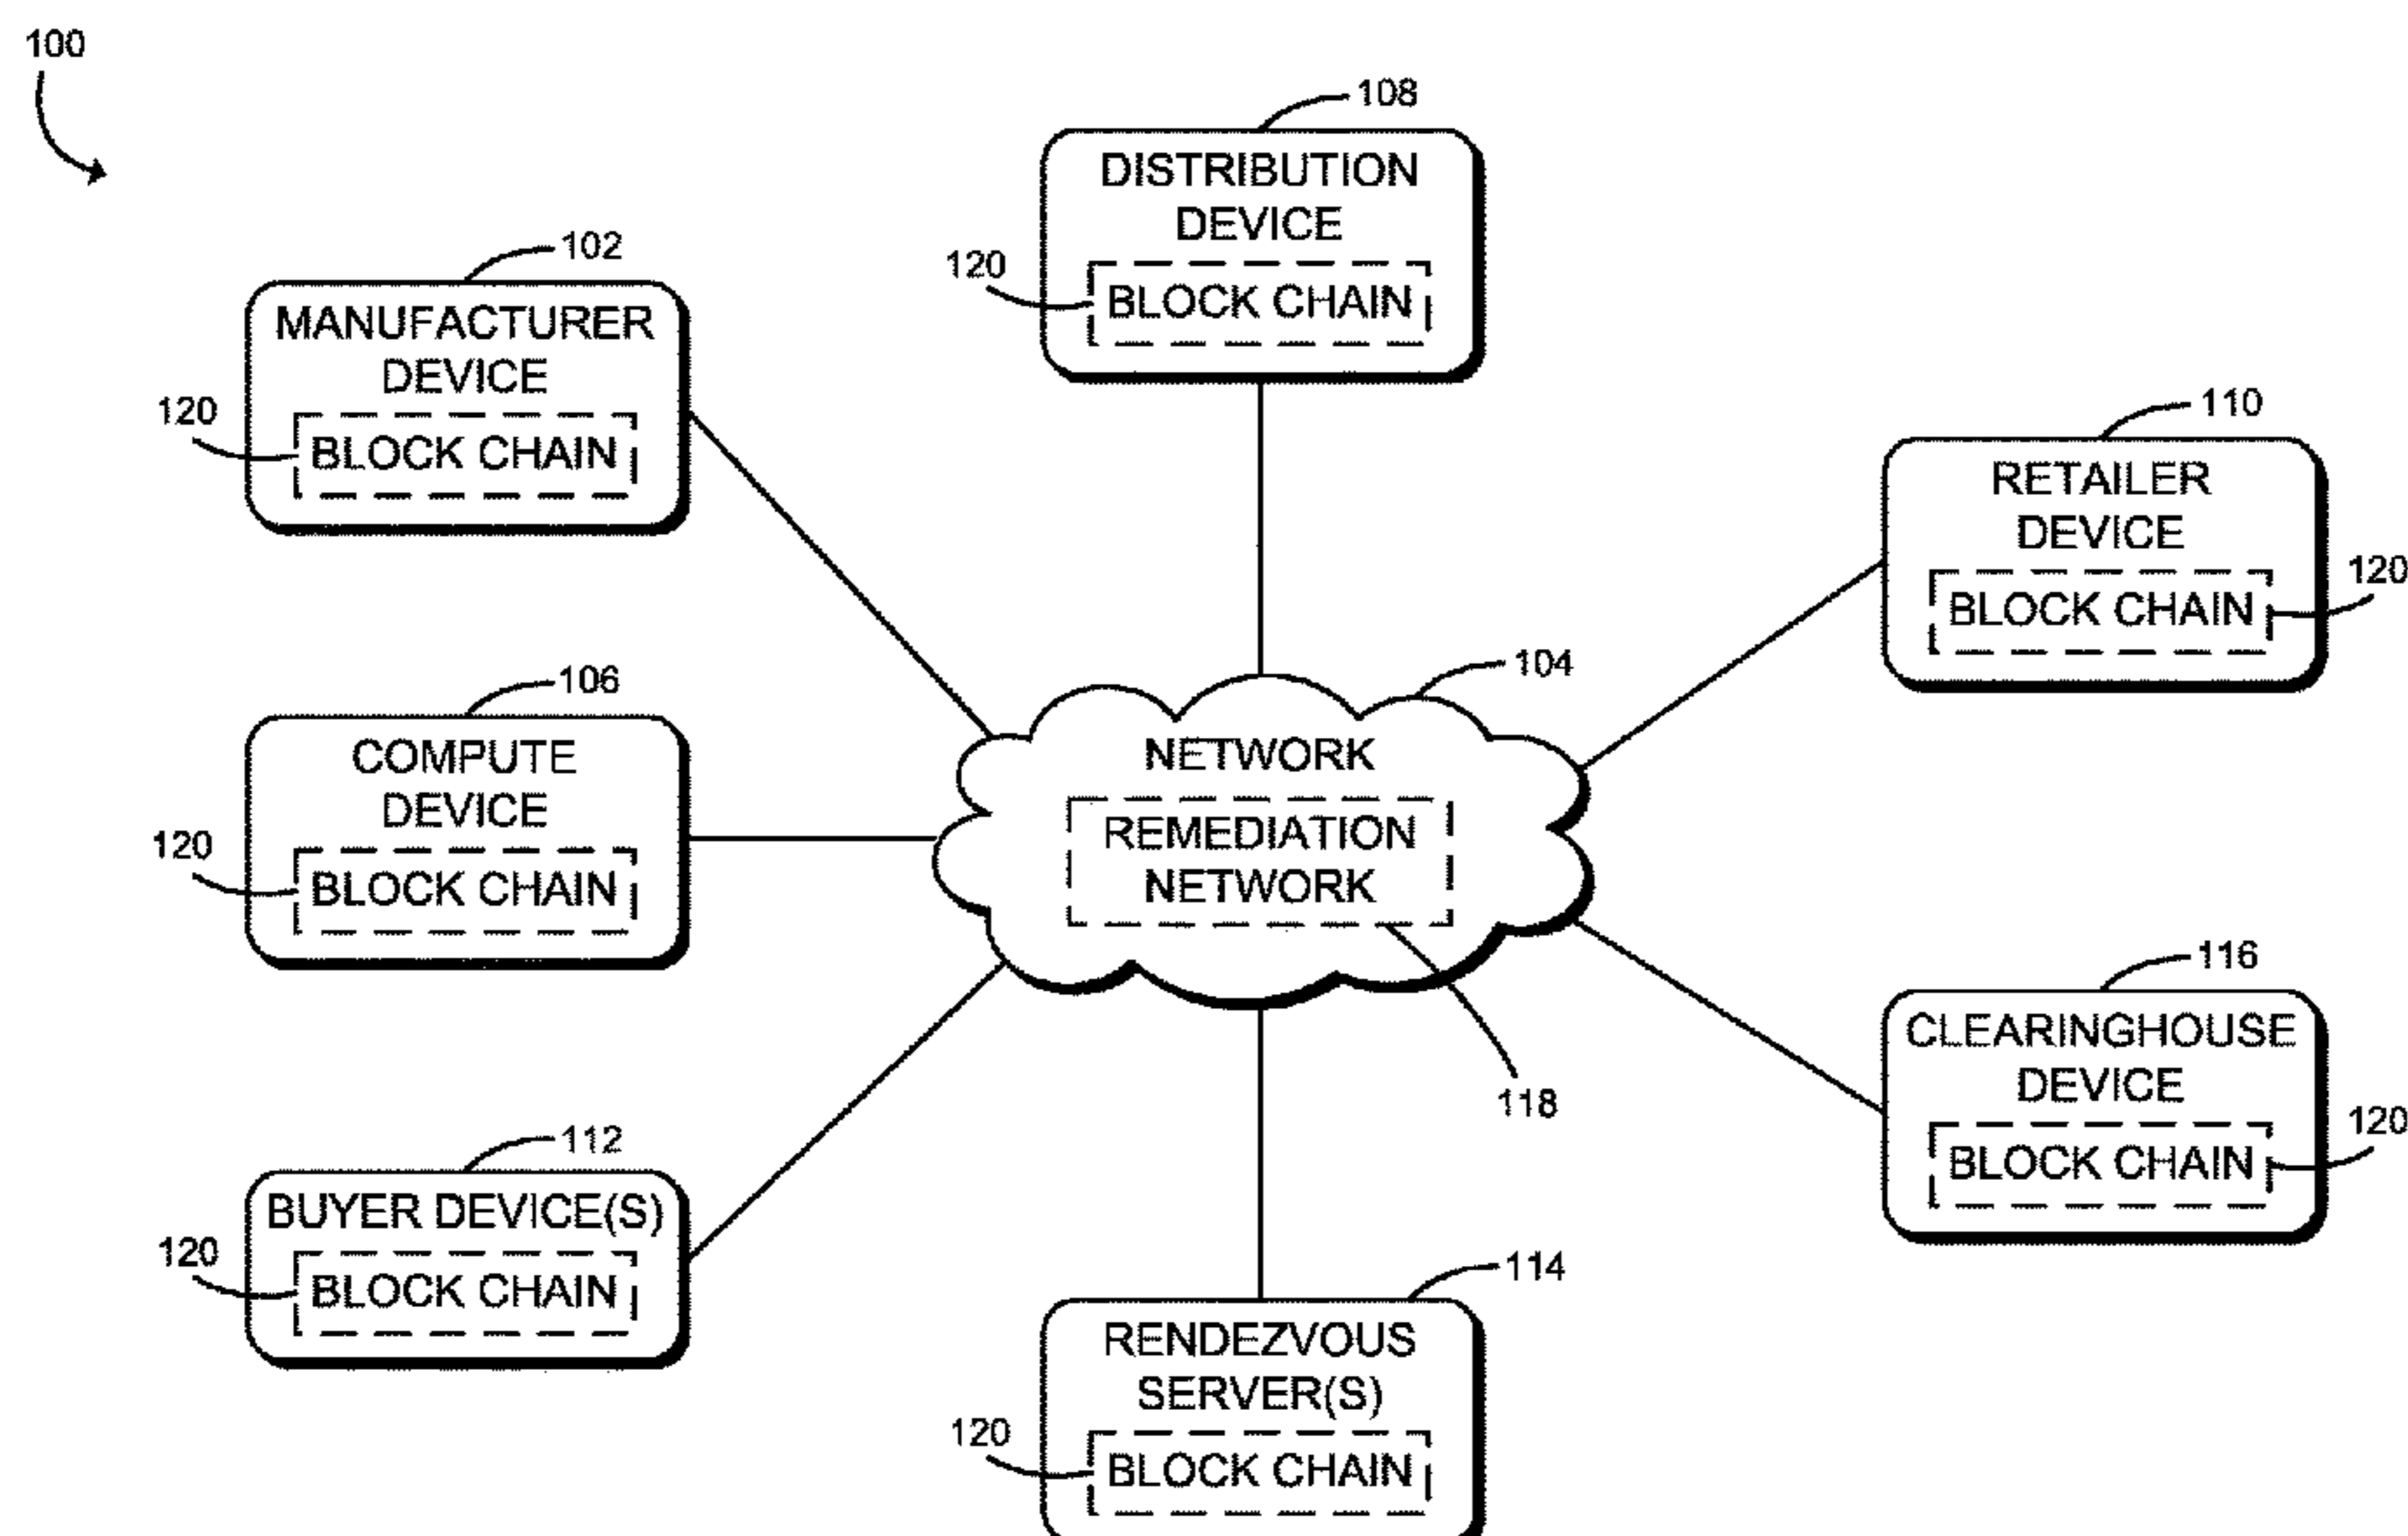 100
108
DISTRIBUTION
DEVICE
120
BLOCK CHAIN
102
MANUFACTURER
DEVICE
120
BLOCK CHAIN
110
RETAILER
DEVICE
120
BLOCK CHAIN
106
COMPUTE
DEVICE
120
BLOCK CHAIN
104
NETWORK
REMEDIATION
NETWORK
118
116
CLEARINGHOUSE
DEVICE
120
BLOCK CHAIN
112
BUYER DEVICE(S)
120
BLOCK CHAIN
114
RENDEZVOUS
SERVER(S)
120
BLOCK CHAIN